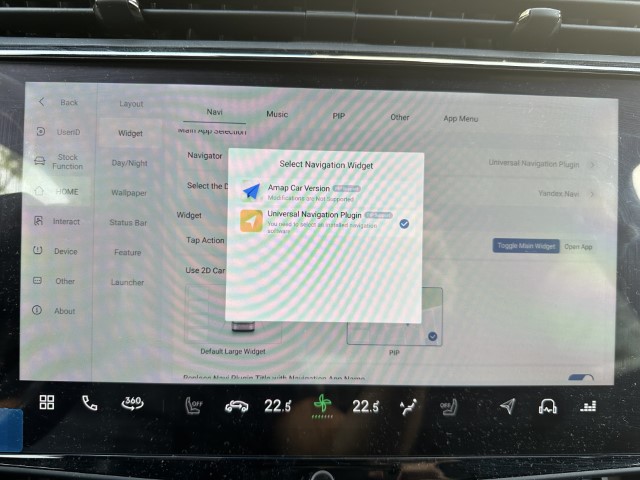 Back
UserID
Stock
Function
HOME
Interact
Device
Other
About
Layout
Widget
Day/Night
Wallpaper
Status Bar
Feature
Launcher
Navi
Music
PIP
Other
App Menu
Main App Selection
Navigator
Universal Navigation Plugin
Select the D
Yandex.Navi
Widget
Tap Action
Toggle Main Widget
Open App
Use 2D Car
Default Large Widget
PIP
Replace Navi Plugin Title with Navigation App Name
Select Navigation Widget
Amap Car Version
Modifications are Not Supported
Universal Navigation Plugin
You need to select an installed navigation
software
360
OFF
22.5
22.5
OFF